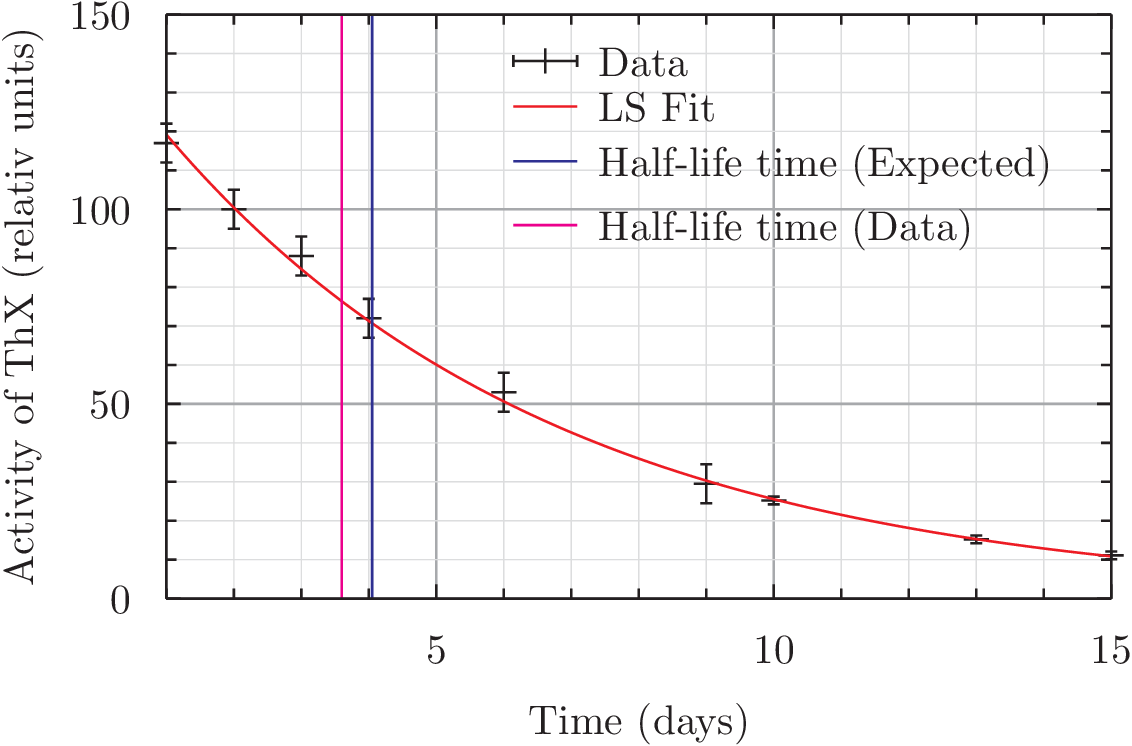 150
100
50
0
Activity of ThX (relativ units)
Data
LS Fit
Half-life time (Expected)
Half-life time (Data)
5 10 15
Time (days)